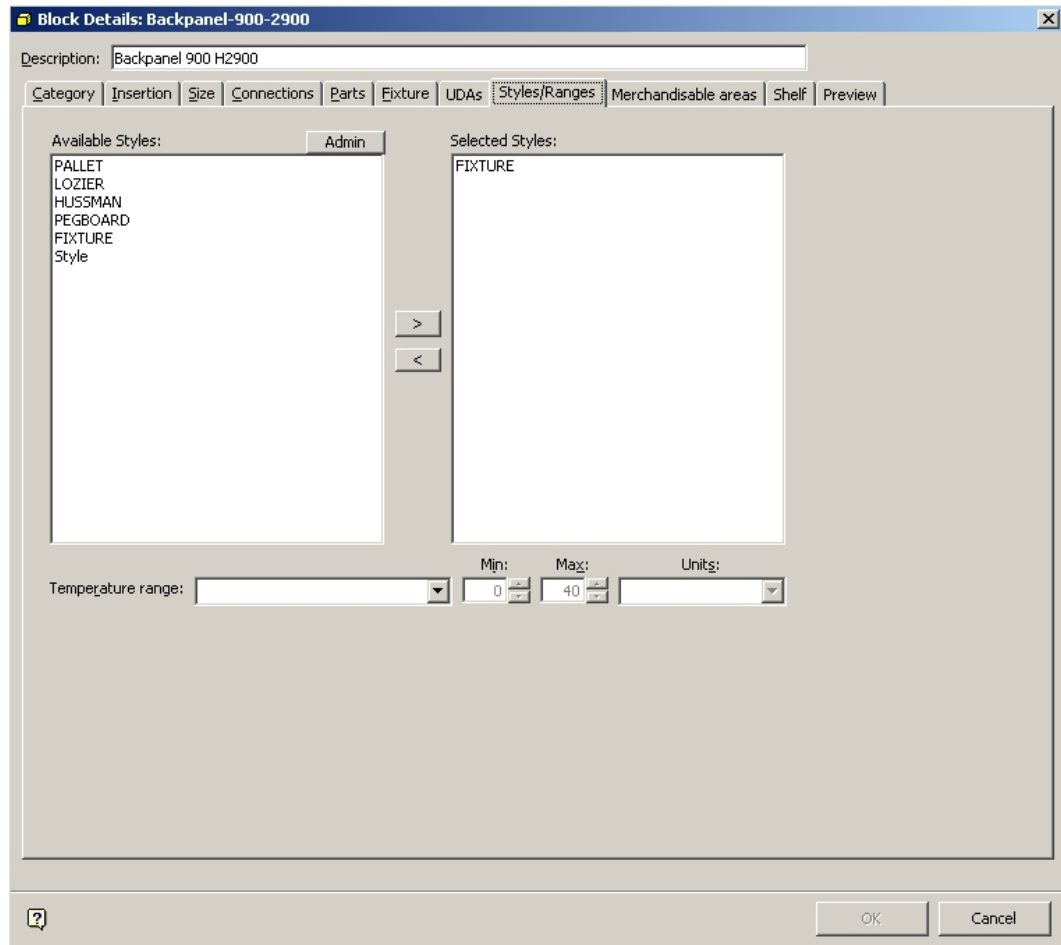 Block Details: Backpanel-900-2900
Description: Backpanel 900 H2900
Category Insertion Size Connections Parts Fixture UDAs Styles/Ranges Merchandisable areas Shelf Preview
Available Styles: Admin Selected Styles:
PALLET FIXTURE
LOZIER
HUSSMAN
PEGBOARD
FIXTURE
Style
>
<
Min: Max: Units:
Temperature range: 0 40
? OK Cancel